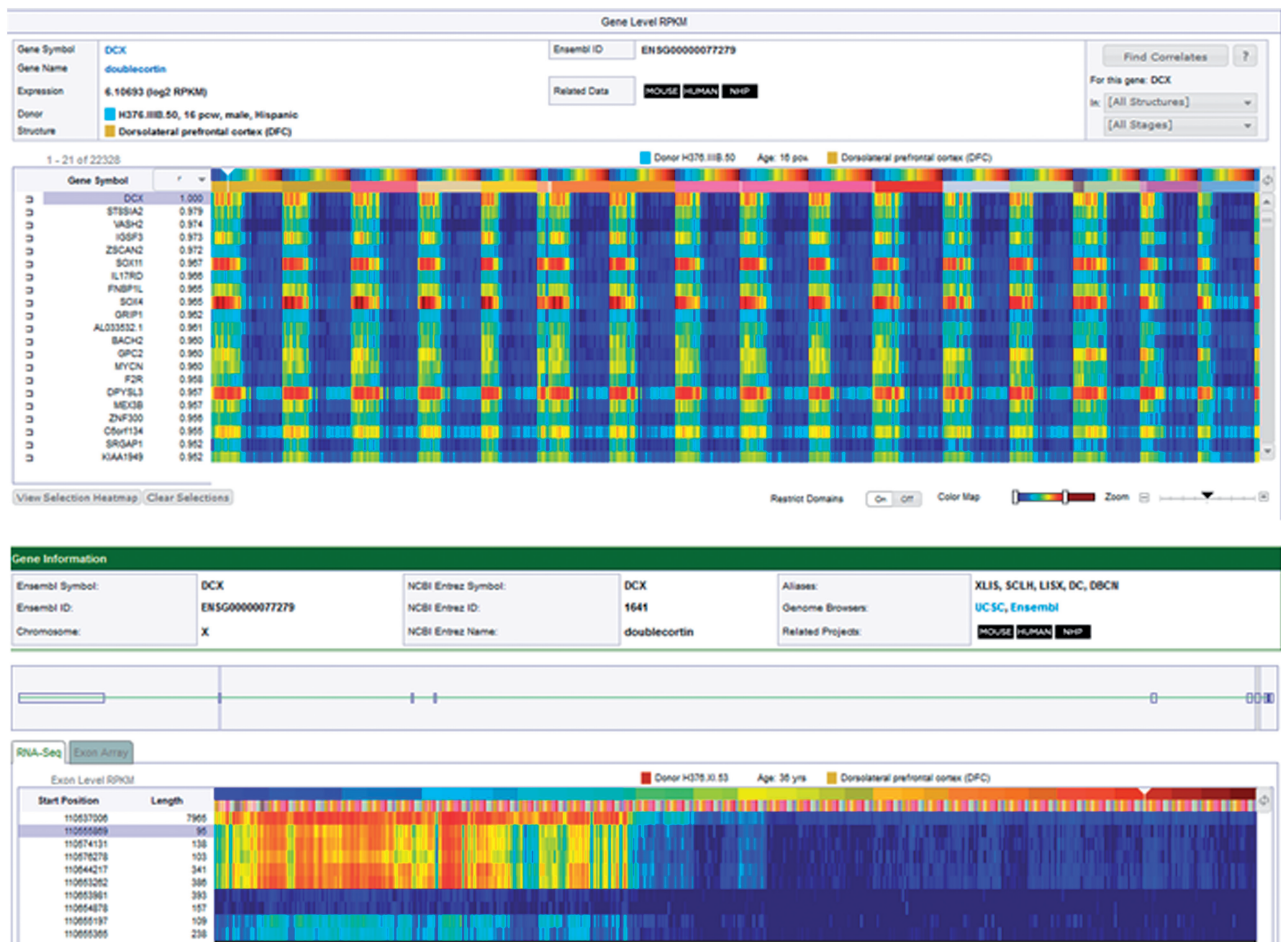 Gene Level RPKM
Gene Symbol DCX Ensembl ID ENSG00000077279 Find Correlates ?
Gene Name doublecortin For this gene: DCX
Expression 6.10693 (log2 RPKM) Related Data MOUSE HUMAN NHP In: [All Structures]
Donor H376.IIIB.50, 16 pcw, male, Hispanic [All Stages]
Structure Dorsolateral prefrontal cortex (DFC)
1 - 21 of 22328 Donor H376.IIIB.50 Age: 16 pcw Dorsolateral prefrontal cortex (DFC)
Gene Symbol r
DCX 1.000
ST8SIA2 0.979
VASH2 0.974
IGSF3 0.973
ZSCAN2 0.972
SOX11 0.967
IL17RD 0.966
FNBP1L 0.965
SOX4 0.965
GRIP1 0.962
AL033532.1 0.961
BACH2 0.960
GPC2 0.960
MYCN 0.960
F2R 0.958
DPYSL3 0.957
MEX3B 0.957
ZNF300 0.956
C6orf134 0.955
SRGAP1 0.952
KIAA1949 0.952
View Selection Heatmap Clear Selections Restrict Domains On Off Color Map Zoom
Gene Information
Ensembl Symbol: DCX NCBI Entrez Symbol: DCX Aliases: XLIS, SCLH, LISX, DC, DBCN
Ensembl ID: ENSG00000077279 NCBI Entrez ID: 1641 Genome Browsers: UCSC, Ensembl
Chromosome: X NCBI Entrez Name: doublecortin Related Projects: MOUSE HUMAN NHP
RNA-Seq Exon Array
Exon Level RPKM Donor H376.XI.53 Age: 36 yrs Dorsolateral prefrontal cortex (DFC)
Start Position Length
110537006 7965
95
110574131 138
110576278 103
110644217 341
110653262 386
110653981 393
110654878 157
110655197 109
110655365 238